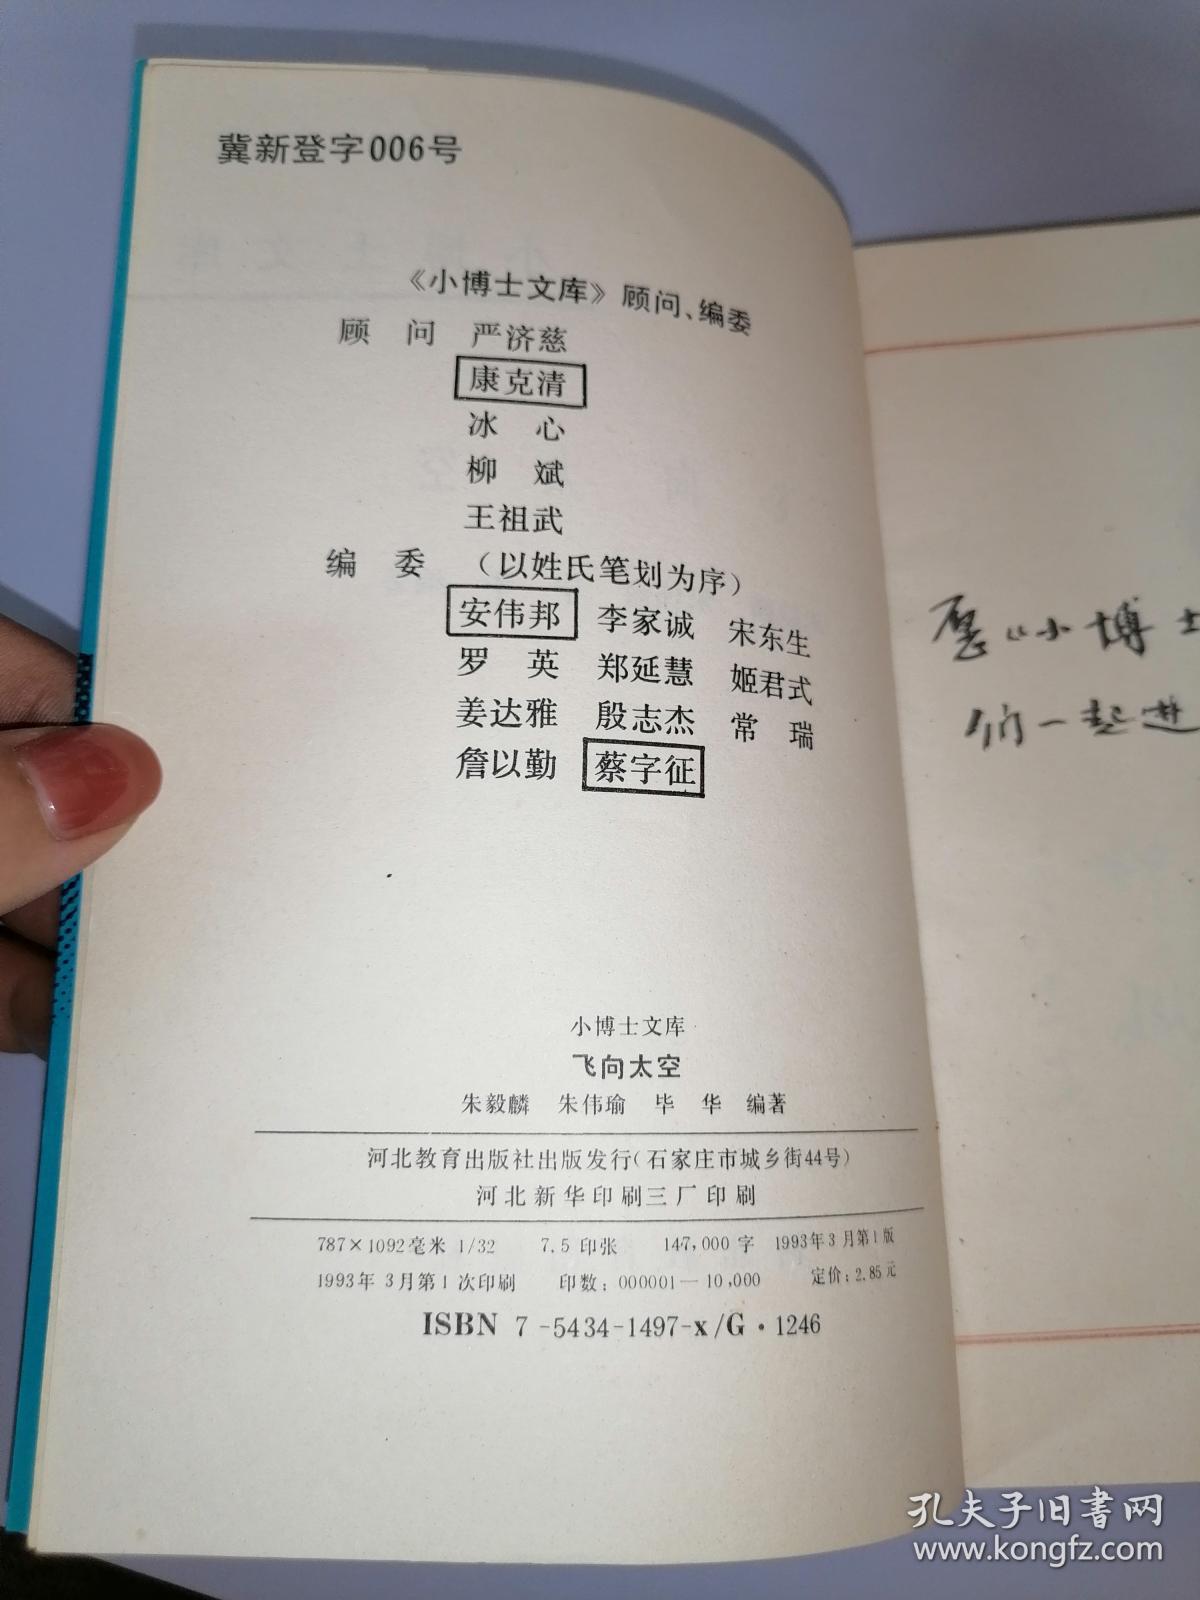 冀新登字006号
《小博士文库》顾问、编委
顾 问 严济慈
康克清
冰 心
柳 斌
王祖武
编 委 （以姓氏笔划为序）
安伟邦 李家诚 宋东生
罗 英 郑延慧 姬君式
姜达雅 殷志杰 常 瑞
詹以勤 蔡字征
小博士文库
飞向太空
朱毅麟 朱伟瑜 毕 华 编著
河北教育出版社出版发行（石家庄市城乡街44号）
河北新华印刷三厂印刷
787×1092毫米 1/32 7.5印张 147,000字 1993年3月第1版
1993年3月第1次印刷 印数：000001—10,000 定价：2.85元
ISBN 7-5434-1497-x/G·1246
愿《小博士
们一起进
孔夫子旧书网
www.kongfz.com